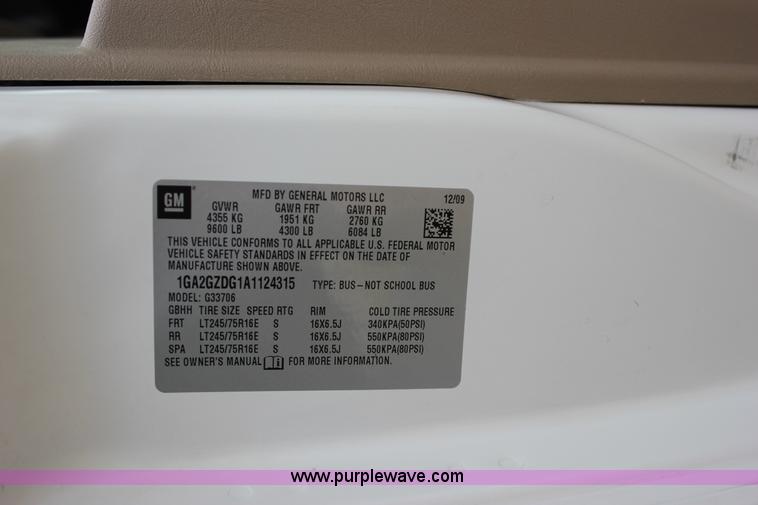 GM
MFD BY GENERAL MOTORS LLC 12/09
GVWR GAWR FRT GAWR RR
4355 KG 1951 KG 2760 KG
9600 LB 4300 LB 6084 LB
THIS VEHICLE CONFORMS TO ALL APPLICABLE U.S. FEDERAL MOTOR
VEHICLE SAFETY STANDARDS IN EFFECT ON THE DATE OF
MANUFACTURE SHOWN ABOVE.
1GA2GZDG1A1124315 TYPE: BUS–NOT SCHOOL BUS
MODEL: G33706
GBHH TIRE SIZE SPEED RTG RIM COLD TIRE PRESSURE
FRT LT245/75R16E S 16X6.5J 340KPA(50PSI)
RR LT245/75R16E S 16X6.5J 550KPA(80PSI)
SPA LT245/75R16E S 16X6.5J 550KPA(80PSI)
SEE OWNER'S MANUAL i FOR MORE INFORMATION.
www.purplewave.com